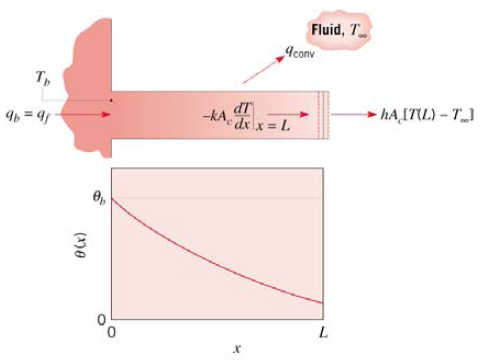 Fluid, T∞
q_conv
T_b
q_b = q_f
-kA_c dT/dx|x = L
hA_c[T(L) – T∞]
θ_b
θ(x)
0
0
L
x